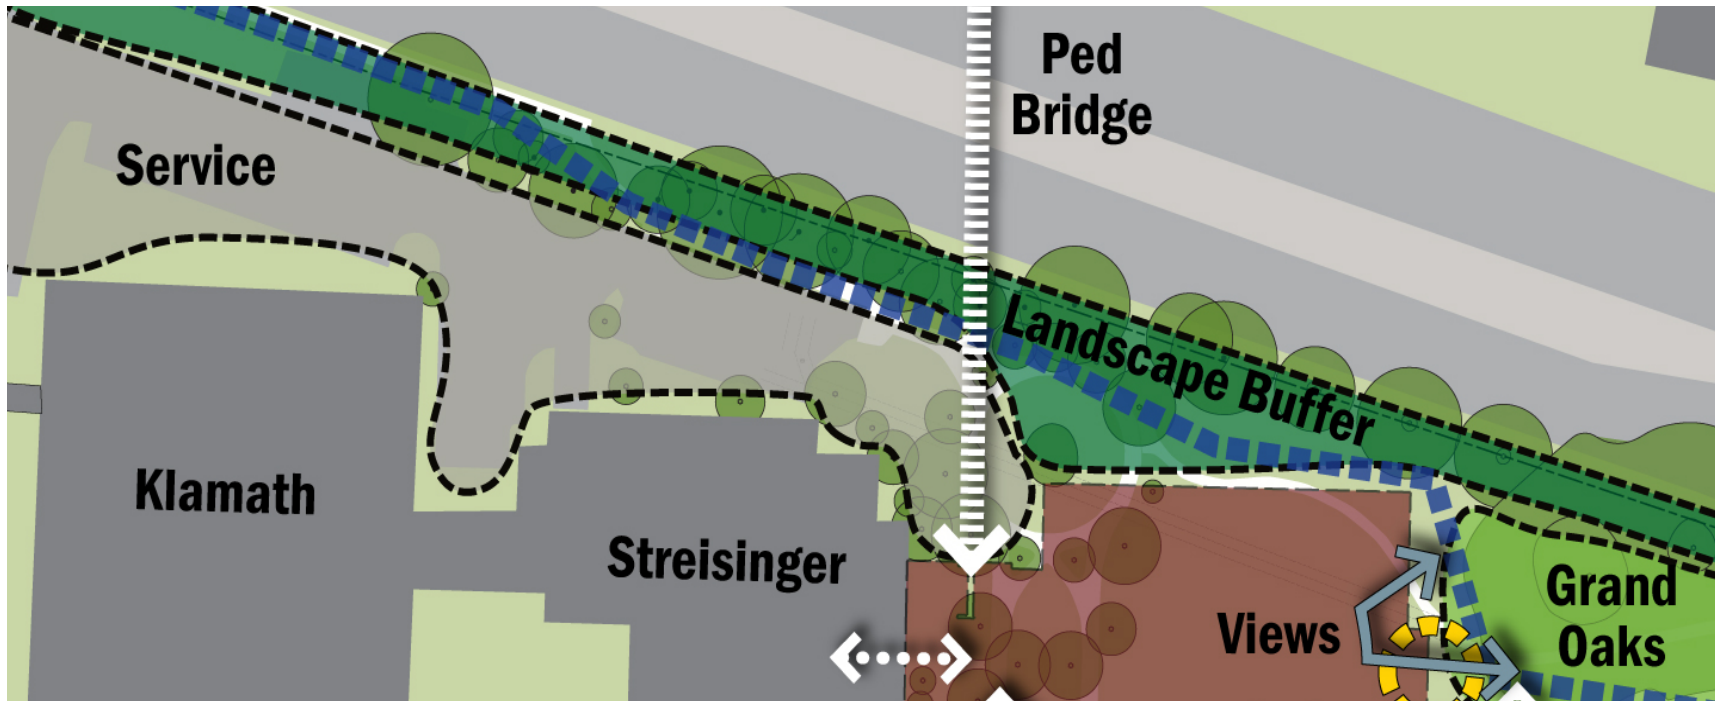 Ped
Bridge
Service
Landscape Buffer
Klamath
Streisinger
Views
Grand
Oaks